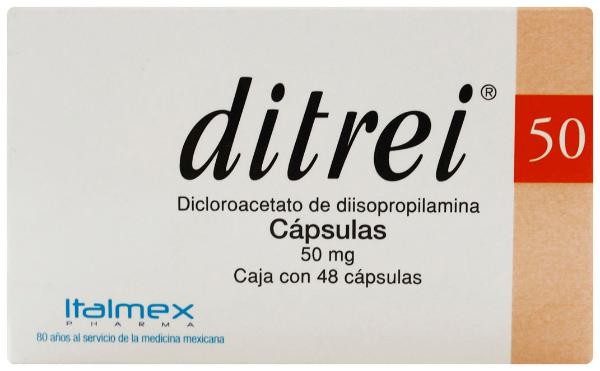 ditrei®
50
Dicloroacetato de diisopropilamina
Cápsulas
50 mg
Caja con 48 cápsulas
Italmex
PHARMA
80 años al servicio de la medicina mexicana